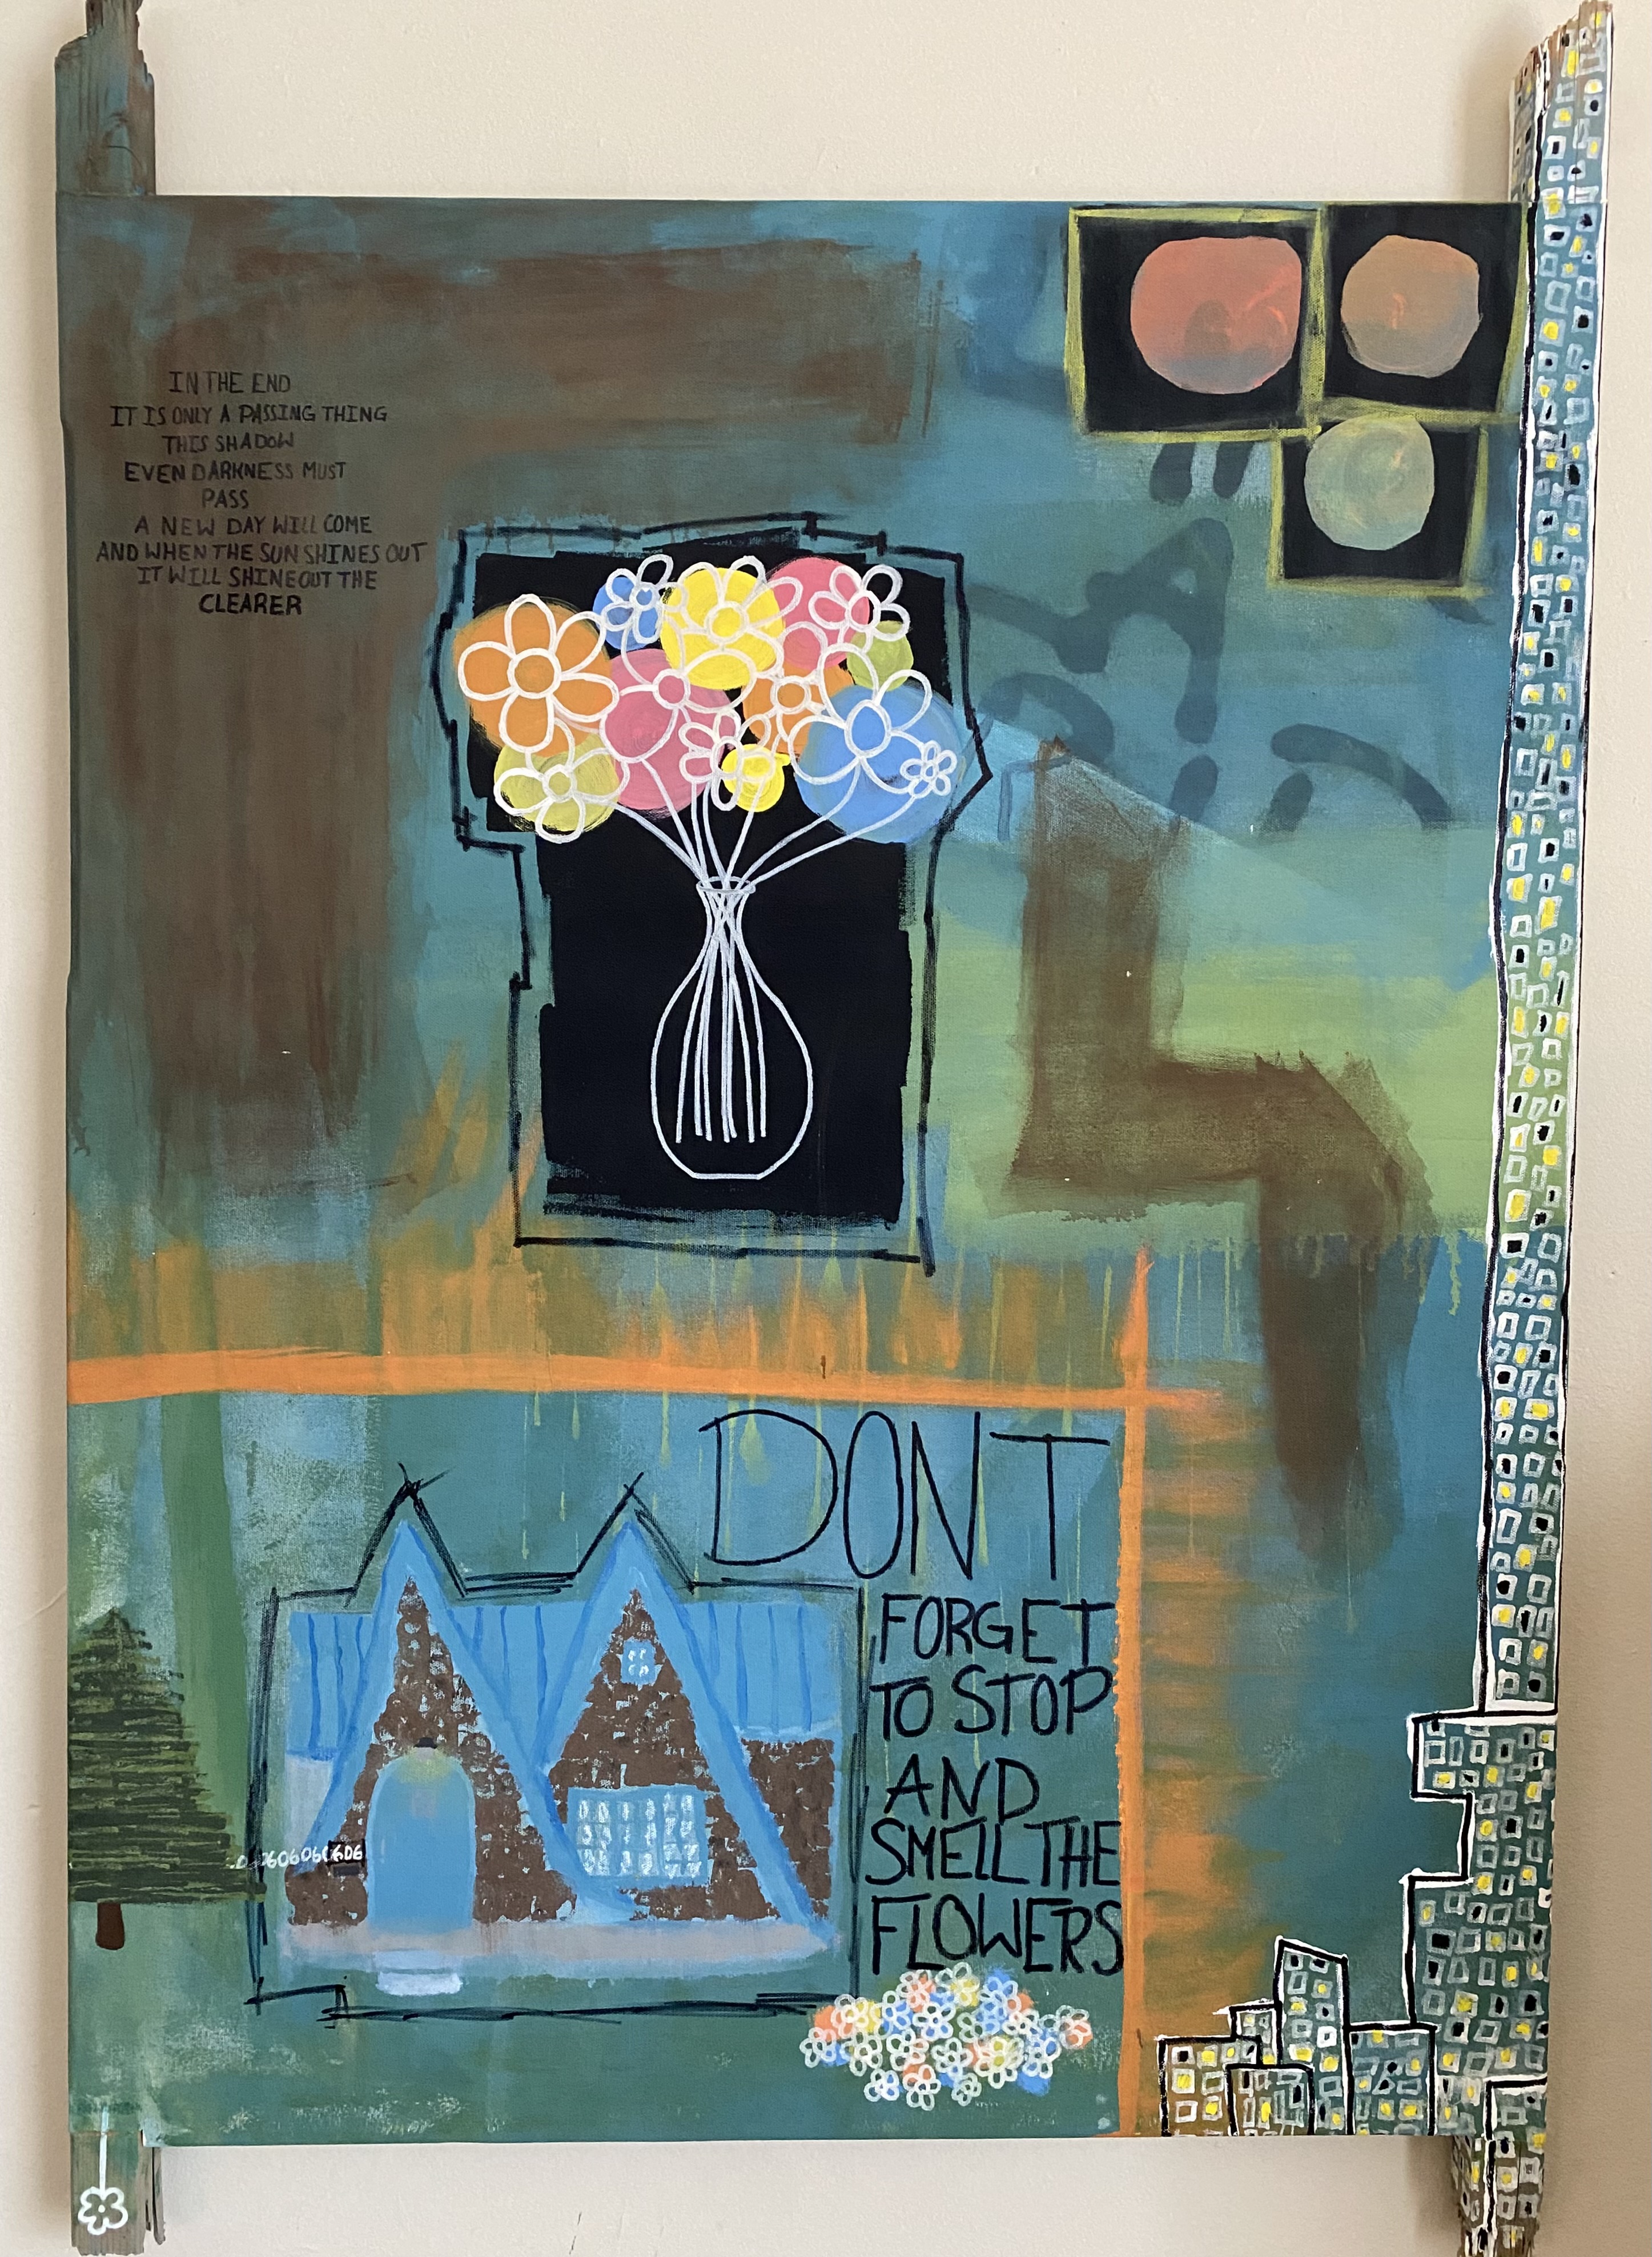 IN THE END
IT IS ONLY A PASSING THING
THIS SHADOW
EVEN DARKNESS MUST
PASS
A NEW DAY WILL COME
AND WHEN THE SUN SHINES OUT
IT WILL SHINE OUT THE
CLEARER
DONT
FORGET
TO STOP
AND
SMELL THE
FLOWERS